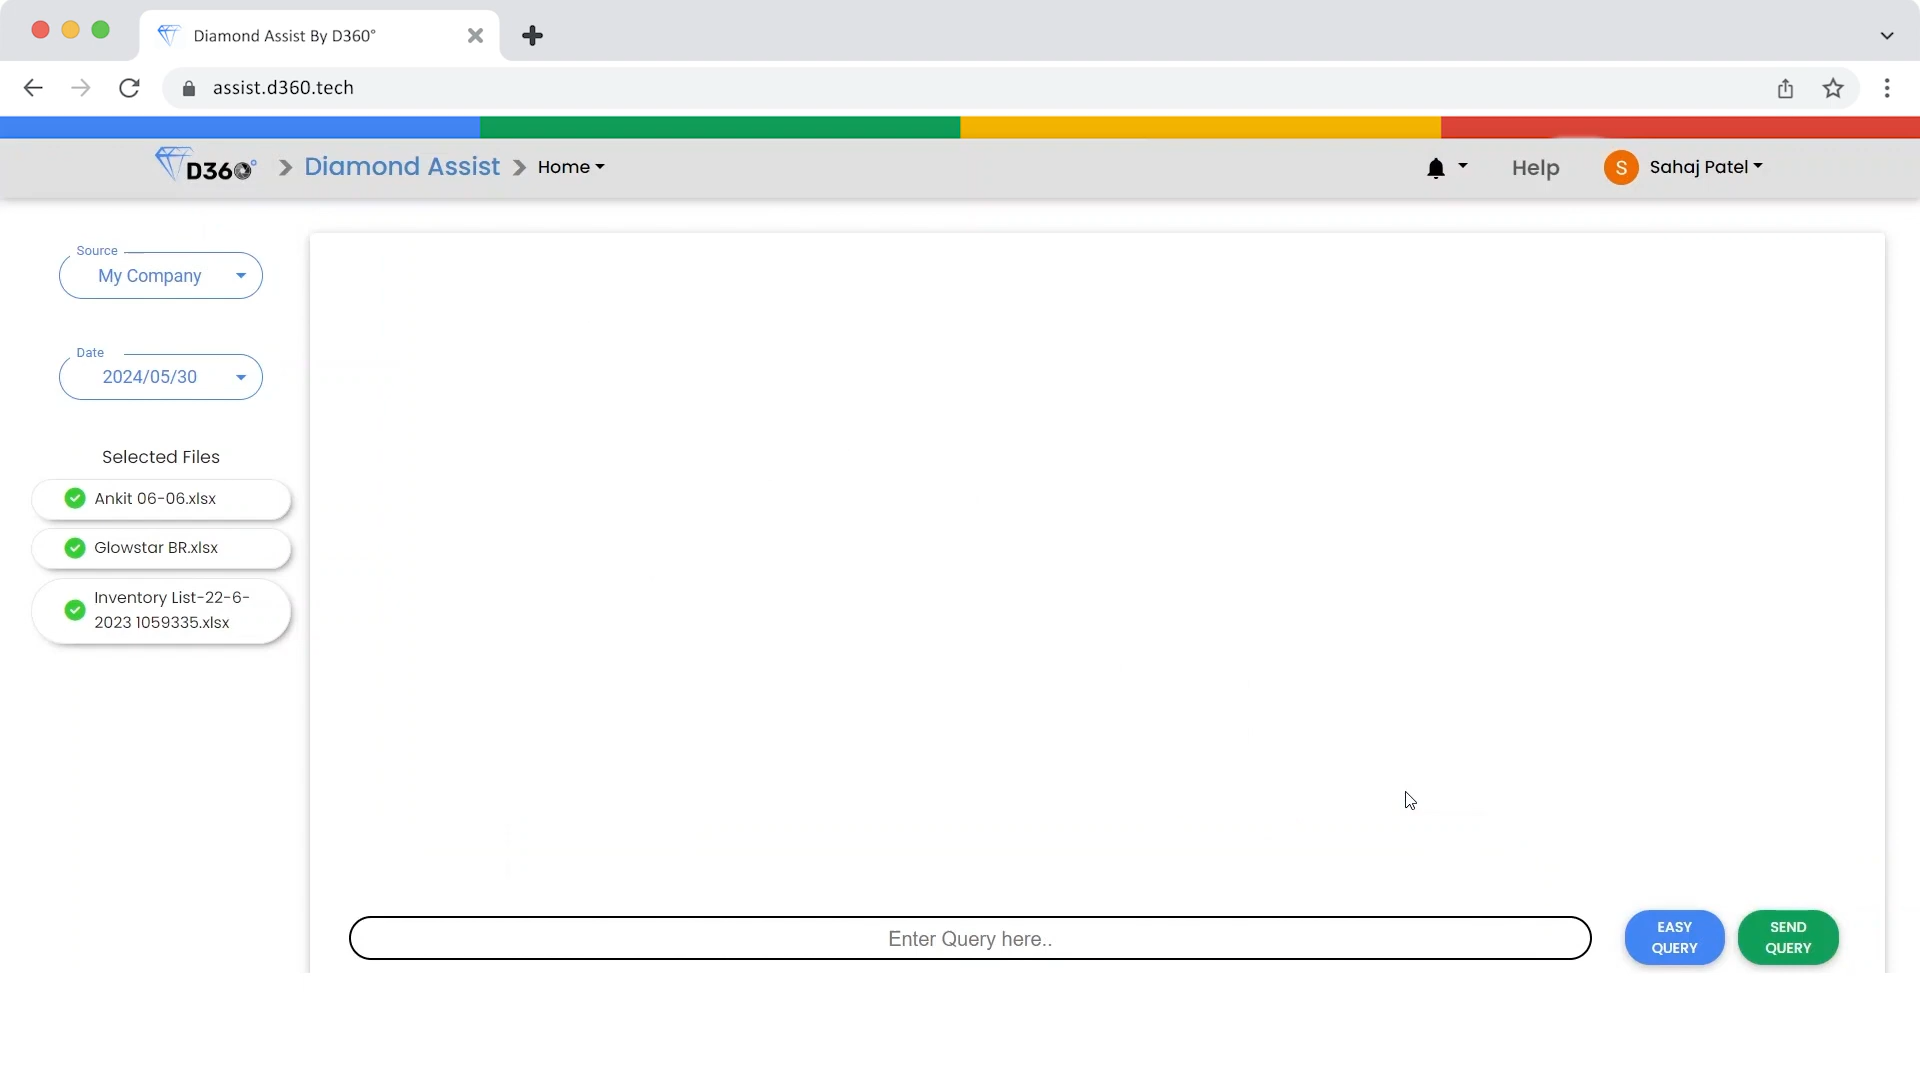 Diamond Assist By D360°
assist.d360.tech
D360° Diamond Assist Home Help S Sahaj Patel
Source
My Company
Date
2024/05/30
Selected Files
Ankit 06-06.xlsx
Glowstar BR.xlsx
Inventory List-22-6-
2023 1059335.xlsx
Enter Query here..
EASY
QUERY
SEND
QUERY